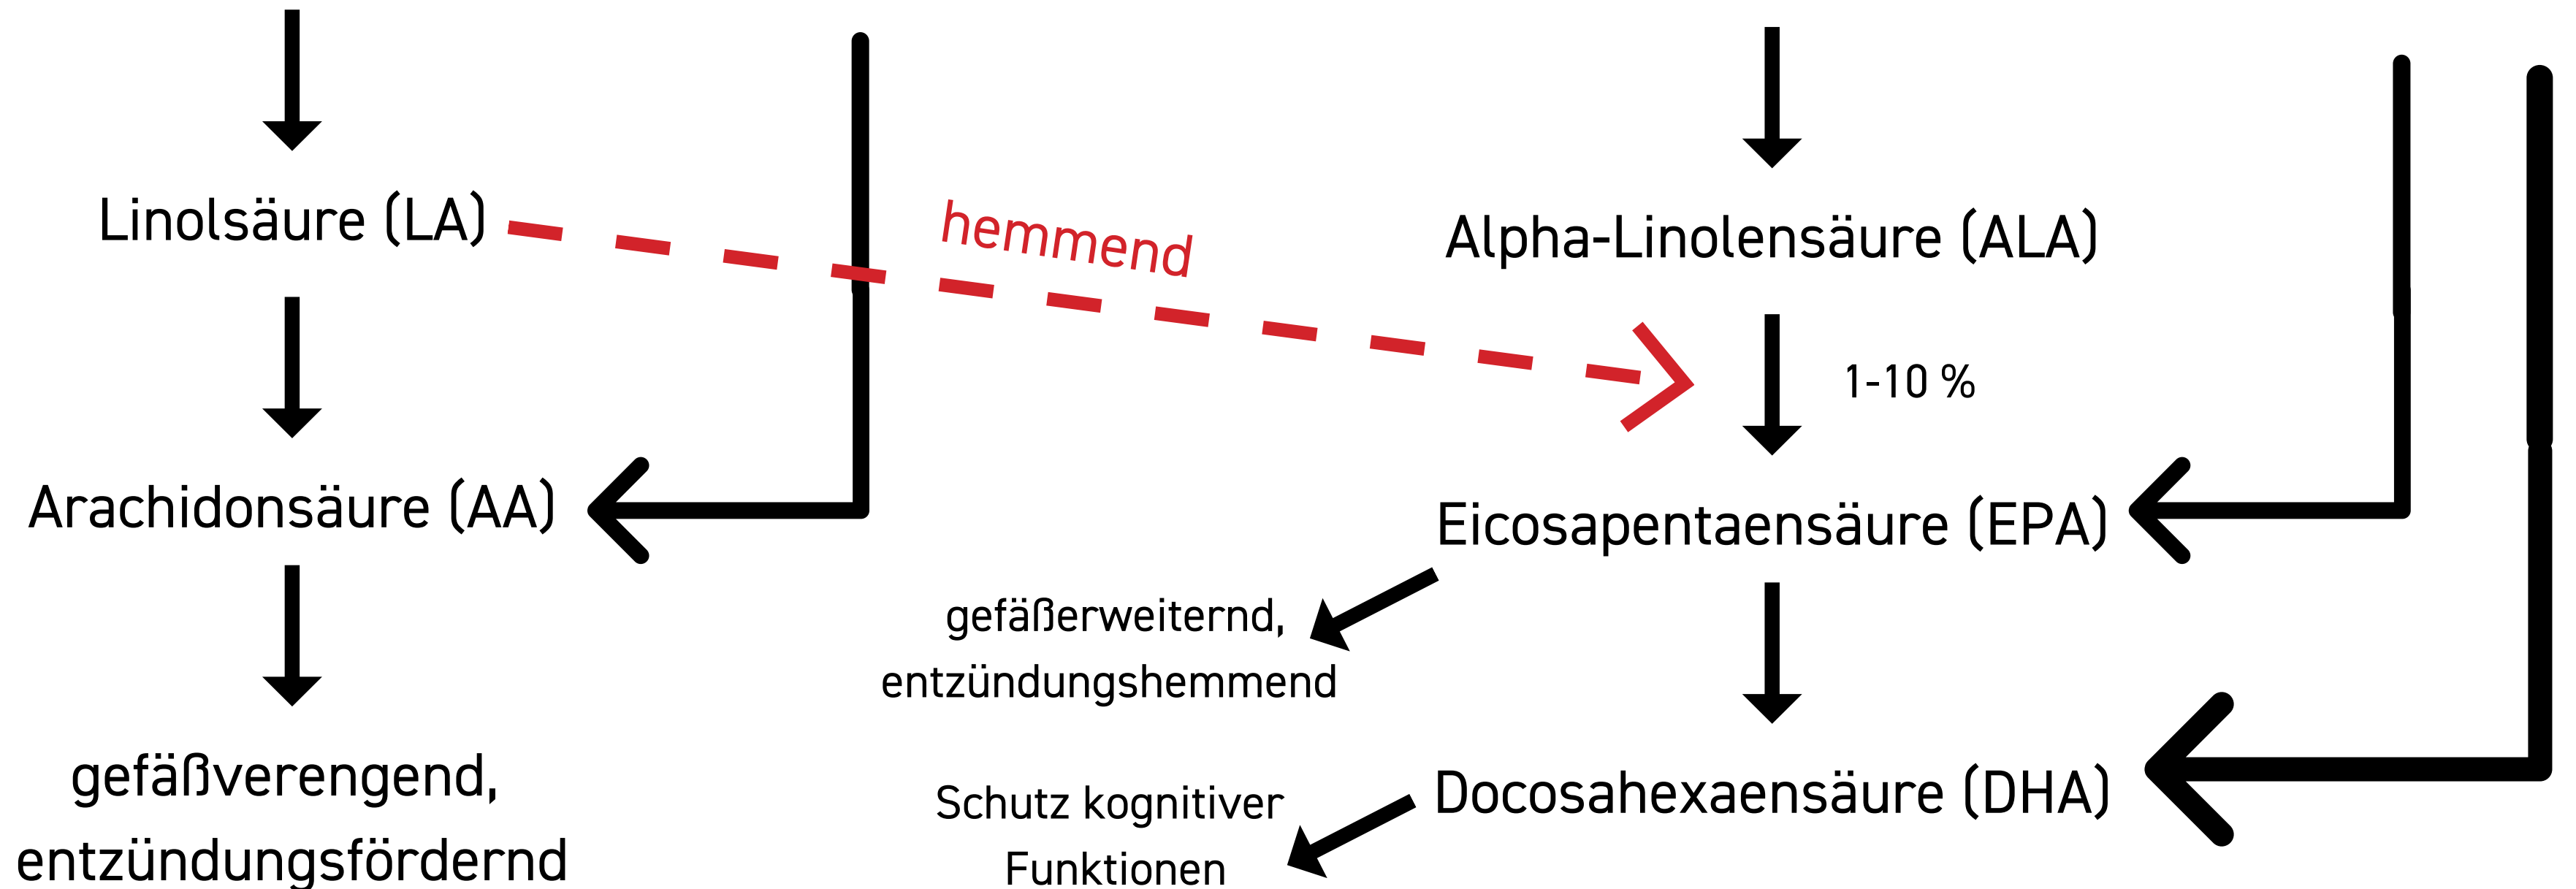 Linolsäure (LA)
hemmend
Alpha-Linolensäure (ALA)
1-10 %
Arachidonsäure (AA)
Eicosapentaensäure (EPA)
gefäßerweiternd,
entzündungshemmend
gefäßverengend,
entzündungsfördernd
Docosahexaensäure (DHA)
Schutz kognitiver
Funktionen